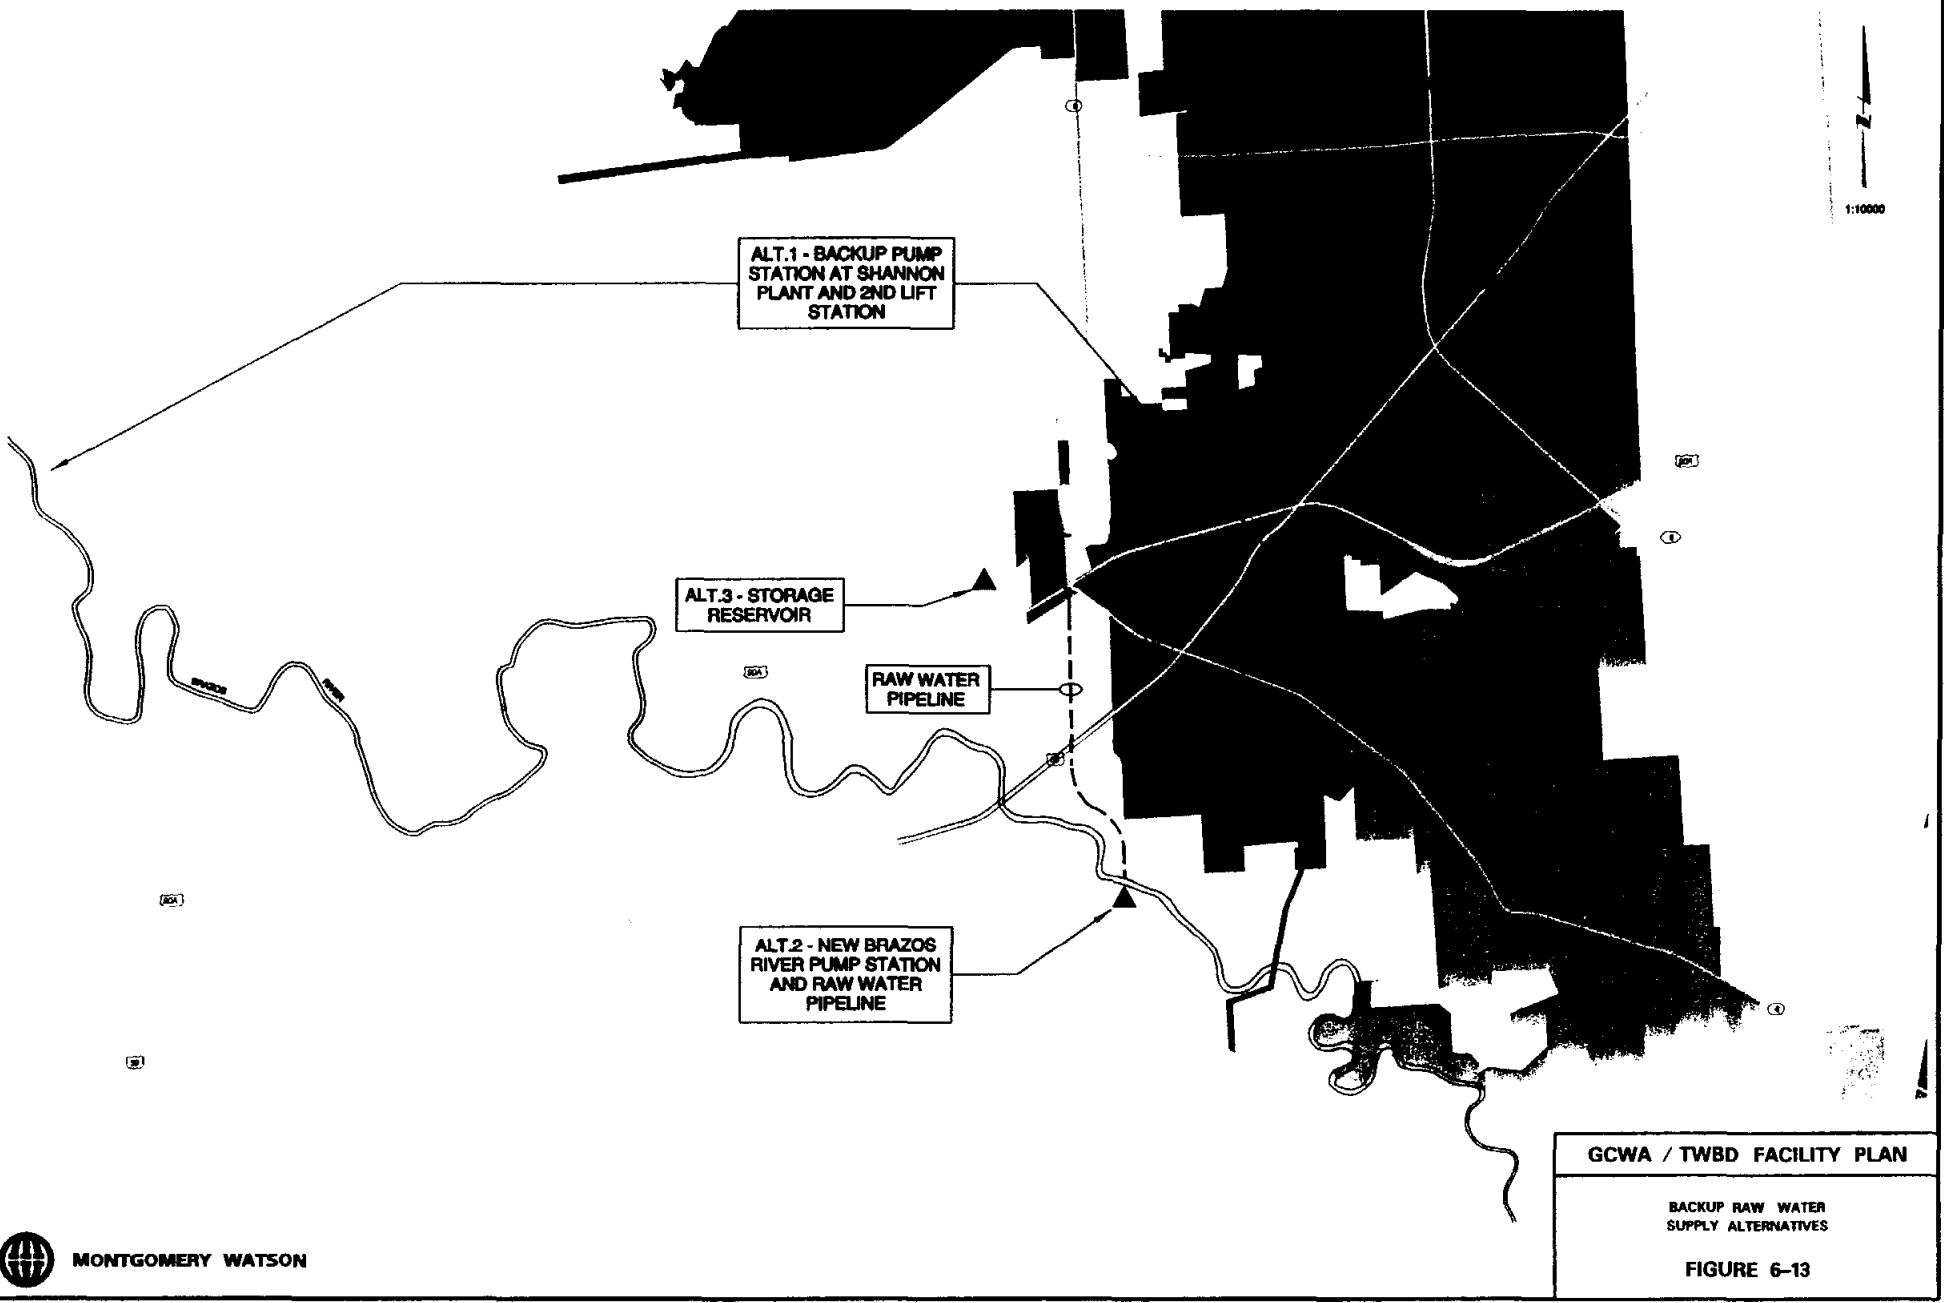 1:10000
ALT.1 - BACKUP PUMP
STATION AT SHANNON
PLANT AND 2ND LIFT
STATION
ALT.3 - STORAGE
RESERVOIR
RAW WATER
PIPELINE
BRAZOS
RIVER
ALT.2 - NEW BRAZOS
RIVER PUMP STATION
AND RAW WATER
PIPELINE
GCWA / TWBD FACILITY PLAN
BACKUP RAW WATER
SUPPLY ALTERNATIVES
FIGURE 6-13
MONTGOMERY WATSON